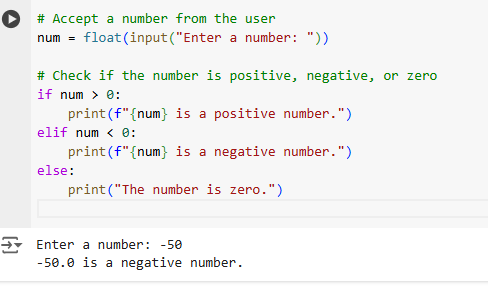 # Accept a number from the user
num = float(input("Enter a number: "))
# Check if the number is positive, negative, or zero
if num > 0:
    print(f"{num} is a positive number.")
elif num < 0:
    print(f"{num} is a negative number.")
else:
    print("The number is zero.")
Enter a number: -50
-50.0 is a negative number.